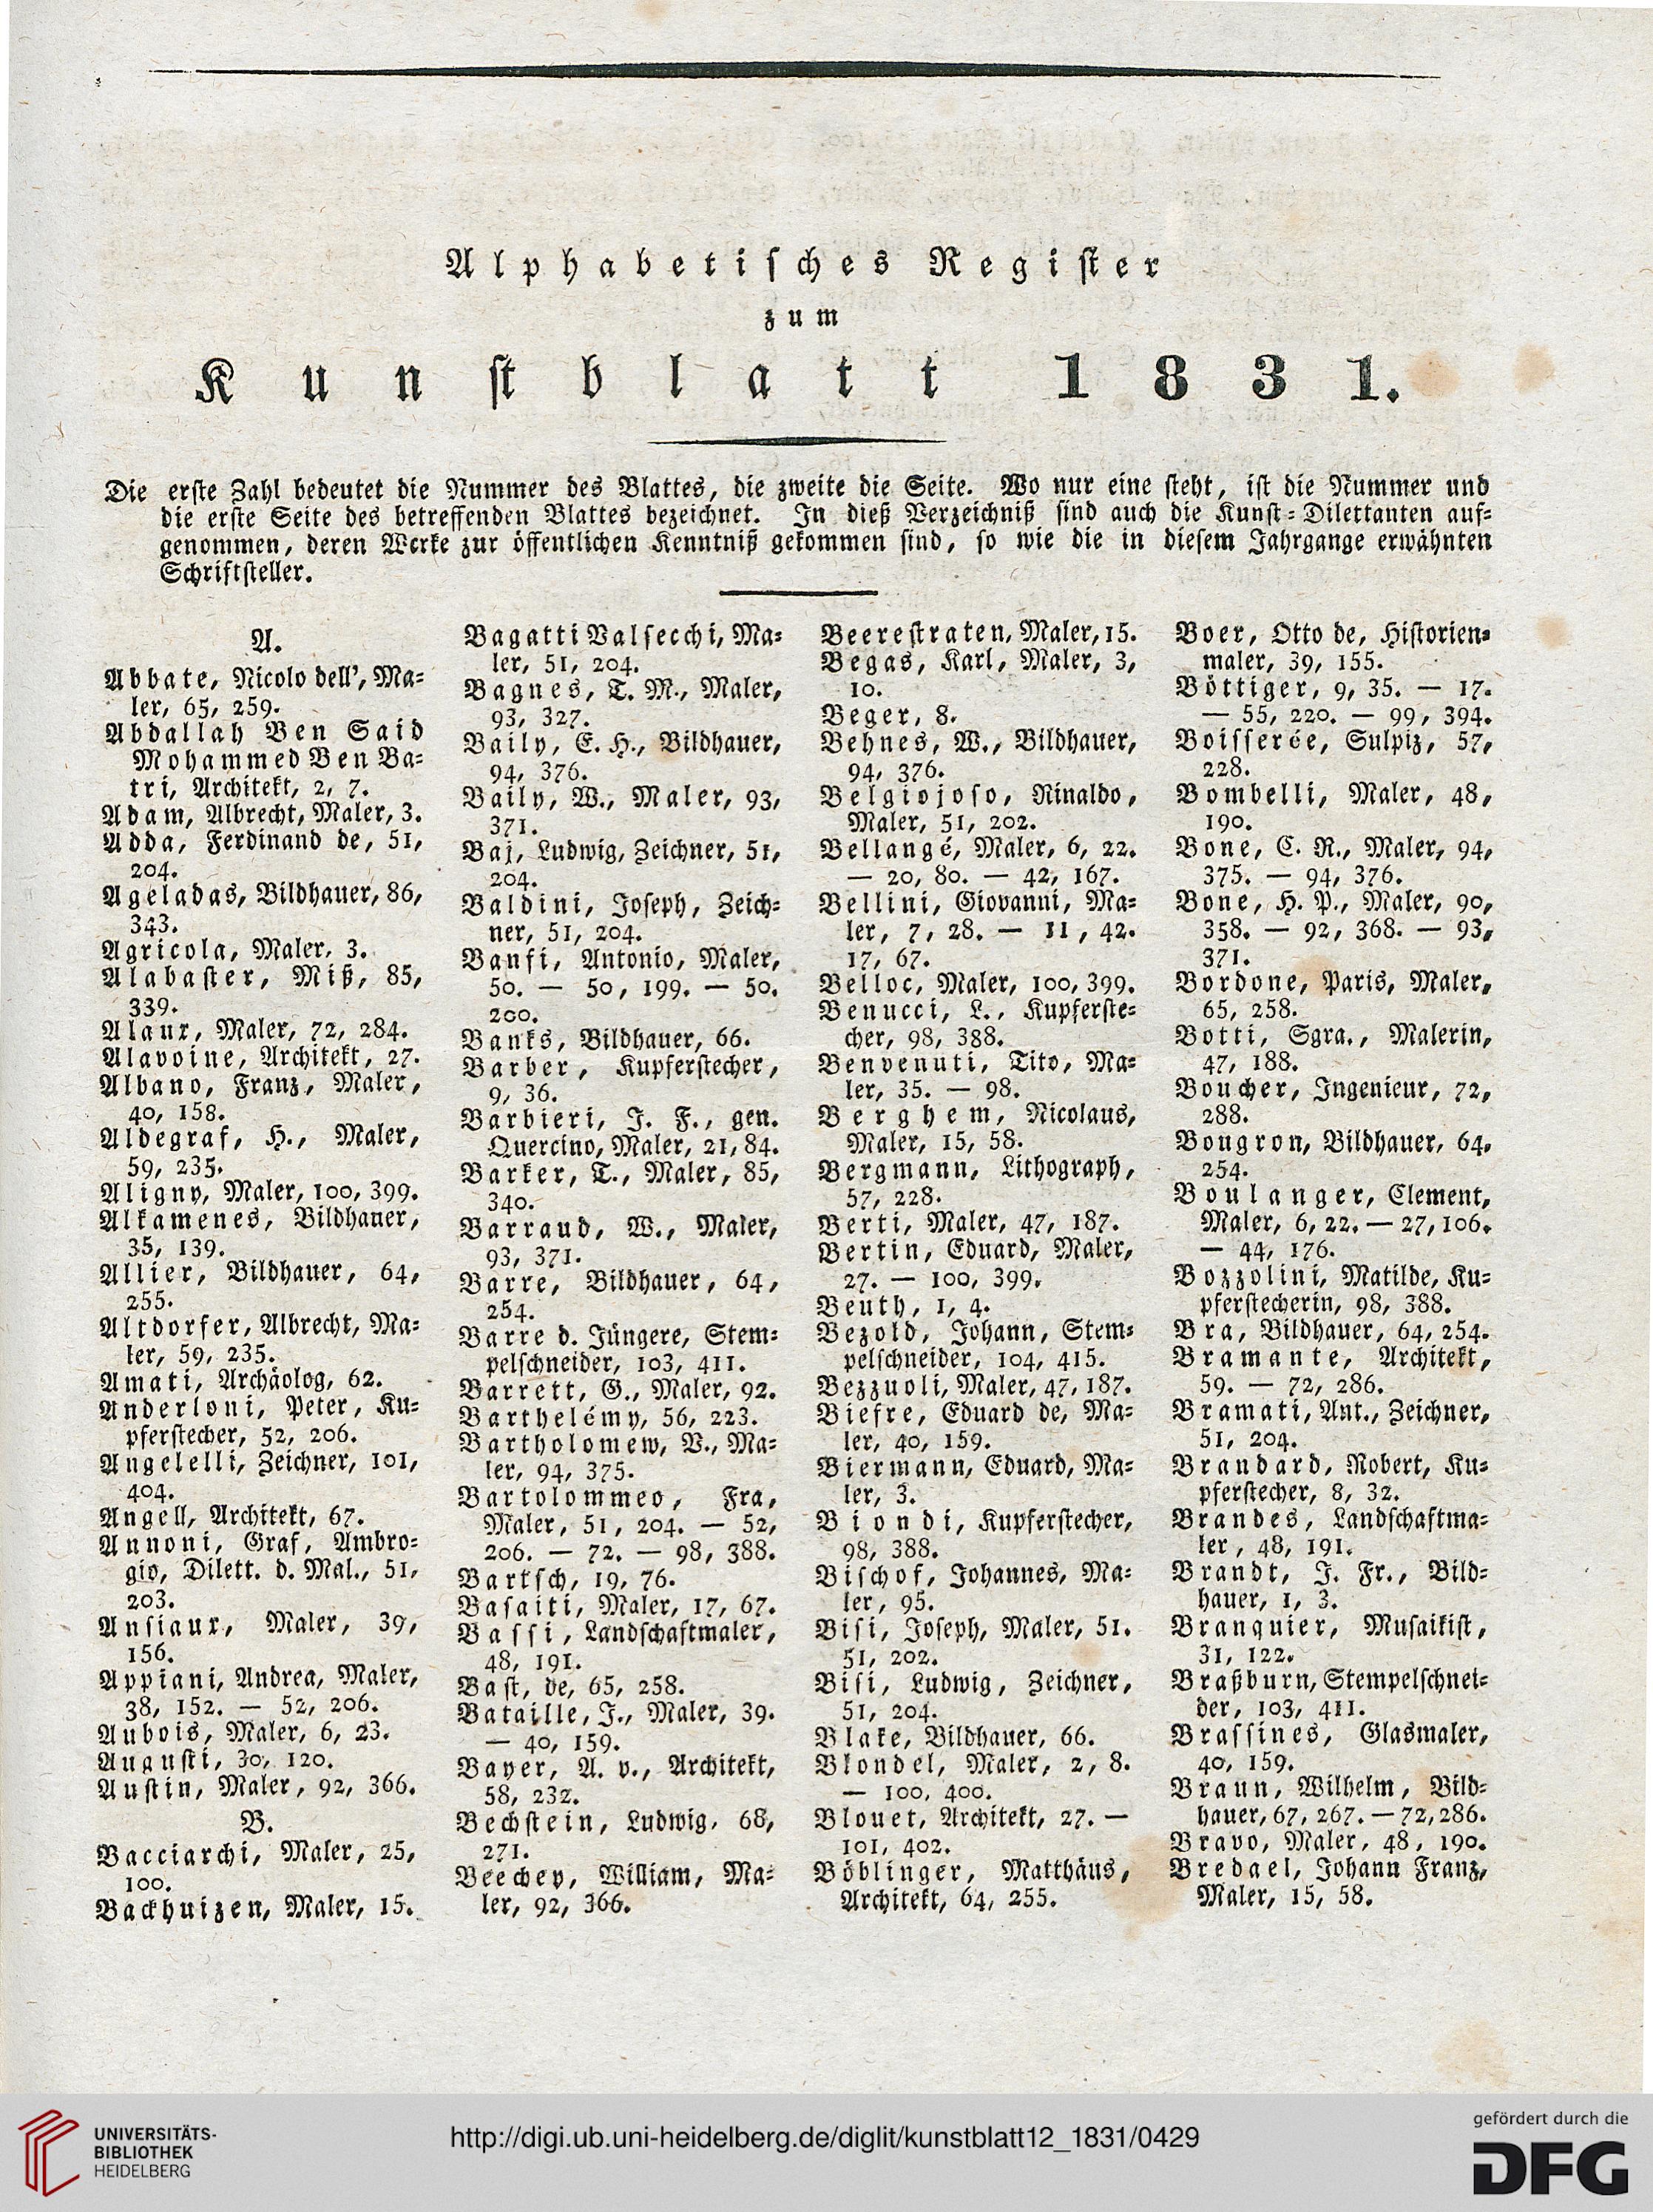 Alphabetisches Register
zum
Kunstblatt 1831.
Die erste Zahl bedeutet die Nummer des Blattes, die zweite die Seite. Wo nur eine steht, ist die Nummer und
die erste Seite des betreffenden Blattes bezeichnet. In dieß Verzeichniß sind auch die Kunst-Dilettanten auf-
genommen, deren Werke zur öffentlichen Kenntniß gekommen sind, so wie die in diesem Jahrgange erwähnten
Schriftsteller.
A.
Abbate, Nicolo dell', Ma-
ler, 65, 259.
Abdallah Ben Said
Mohammed Ben Ba-
tri, Architekt, 2, 7.
Adam, Albrecht, Maler, 3.
Adda, Ferdinand de, 51,
204.
Ageladas, Bildhauer, 86,
343.
Agricola, Maler, 3.
Alabaster, Miß, 85,
339.
Alaux, Maler, 72, 284.
Alavoine, Architekt, 27.
Albano, Franz, Maler,
40, 158.
Aldegraf, H., Maler,
59, 235.
Aligny, Maler, 100, 399.
Alkamenes, Bildhauer,
35, 139.
Allier, Bildhauer, 64,
255.
Altdorfer, Albrecht, Ma-
ler, 59, 235.
Amati, Archäolog, 62.
Anderloni, Peter, Ku-
pferstecher, 52, 206.
Angelelli, Zeichner, 101,
404.
Angell, Architekt, 67.
Annoni, Graf, Ambro-
gio, Dilett. d. Mal., 51,
203.
Ansiaux, Maler, 39,
156.
Appiani, Andrea, Maler,
38, 152. — 52, 206.
Aubois, Maler, 6, 23.
Augusti, 30, 120.
Austin, Maler, 92, 366.
B.
Bacciarchi, Maler, 25,
100.
Backhuizen, Maler, 15.
Bagatti Valsecchi, Ma-
ler, 51, 204.
Bagnes, T. M., Maler,
93, 327.
Baily, E. H., Bildhauer,
94, 376.
Baily, W., Maler, 93,
371.
Baj, Ludwig, Zeichner, 51,
204.
Baldini, Joseph, Zeich-
ner, 51, 204.
Banfi, Antonio, Maler,
50. — 50, 199. — 50.
200.
Banks, Bildhauer, 66.
Barber, Kupferstecher,
9, 36.
Barbieri, J. F., gen.
Quercino, Maler, 21, 84.
Barker, T., Maler, 85,
340.
Barraud, W., Maler,
93, 371.
Barre, Bildhauer, 64,
254.
Barre d. Jüngere, Stem-
pelschneider, 103, 411.
Barrett, G., Maler, 92.
Barthelémy, 56, 223.
Bartholomew, V., Ma-
ler, 94, 375.
Bartolommeo, Fra,
Maler, 51, 204. — 52,
206. — 72. — 98, 388.
Bartsch, 19, 76.
Basaiti, Maler, 17, 67.
Bassi, Landschaftmaler,
48, 191.
Bast, de, 65, 258.
Bataille, J., Maler, 39.
— 40, 159.
Bayer, A. v., Architekt,
58, 232.
Bechstein, Ludwig, 68,
271.
Beechey, William, Ma-
ler, 92, 366.
Beerestraten, Maler, 15.
Begas, Karl, Maler, 3,
10.
Beger, 8.
Behnes, W., Bildhauer,
94, 376.
Belgiojoso, Rinaldo,
Maler, 51, 202.
Bellangé, Maler, 6, 22.
— 20, 80. — 42, 167.
Bellini, Giovanni, Ma-
ler, 7, 28. — 11, 42.
17, 67.
Belloc, Maler, 100, 399.
Benucci, L., Kupferste-
cher, 98, 388.
Benvenuti, Tito, Ma-
ler, 35. — 98.
Berghem, Nicolaus,
Maler, 15, 58.
Bergmann, Lithograph,
57, 228.
Berti, Maler, 47, 187.
Bertin, Eduard, Maler,
27. — 100, 399.
Beuth, 1, 4.
Bezold, Johann, Stem-
pelschneider, 104, 415.
Bezzuoli, Maler, 47, 187.
Biefre, Eduard de, Ma-
ler, 40, 159.
Biermann, Eduard, Ma-
ler, 3.
Biondi, Kupferstecher,
98, 388.
Bischof, Johannes, Ma-
ler, 95.
Bisi, Joseph, Maler, 51.
51, 202.
Bisi, Ludwig, Zeichner,
51, 204.
Blake, Bildhauer, 66.
Blondel, Maler, 2, 8.
— 100, 400.
Blouet, Architekt, 27. —
101, 402.
Böblinger, Matthäus,
Architekt, 64, 255.
Boer, Otto de, Historien-
maler, 39, 155.
Böttiger, 9, 35. — 17.
— 55, 220. — 99, 394.
Boisserée, Sulpiz, 57,
228.
Bombelli, Maler, 48,
190.
Bone, C. R., Maler, 94,
375. — 94, 376.
Bone, H. P., Maler, 90,
358. — 92, 368. — 93,
371.
Bordone, Paris, Maler,
65, 258.
Botti, Sgra., Malerin,
47, 188.
Boucher, Ingenieur, 72,
288.
Bougron, Bildhauer, 64,
254.
Boulanger, Clement,
Maler, 6, 22. — 27, 106.
— 44, 176.
Bozzolini, Matilde, Ku-
pferstecherin, 98, 388.
Bra, Bildhauer, 64, 254.
Bramante, Architekt,
59. — 72, 286.
Bramati, Ant., Zeichner,
51, 204.
Brandard, Robert, Ku-
pferstecher, 8, 32.
Brandes, Landschaftma-
ler, 48, 191.
Brandt, J. Fr., Bild-
hauer, 1, 3.
Branquier, Musaikist,
31, 122.
Braßburn, Stempelschnei-
der, 103, 411.
Brassines, Glasmaler,
40, 159.
Braun, Wilhelm, Bild-
hauer, 67, 267. — 72, 286.
Bravo, Maler, 48, 190.
Bredael, Johann Franz,
Maler, 15, 58.
UNIVERSITÄTS-
BIBLIOTHEK
HEIDELBERG
http://digi.ub.uni-heidelberg.de/diglit/kunstblatt12_1831/0429
gefördert durch die
DFG